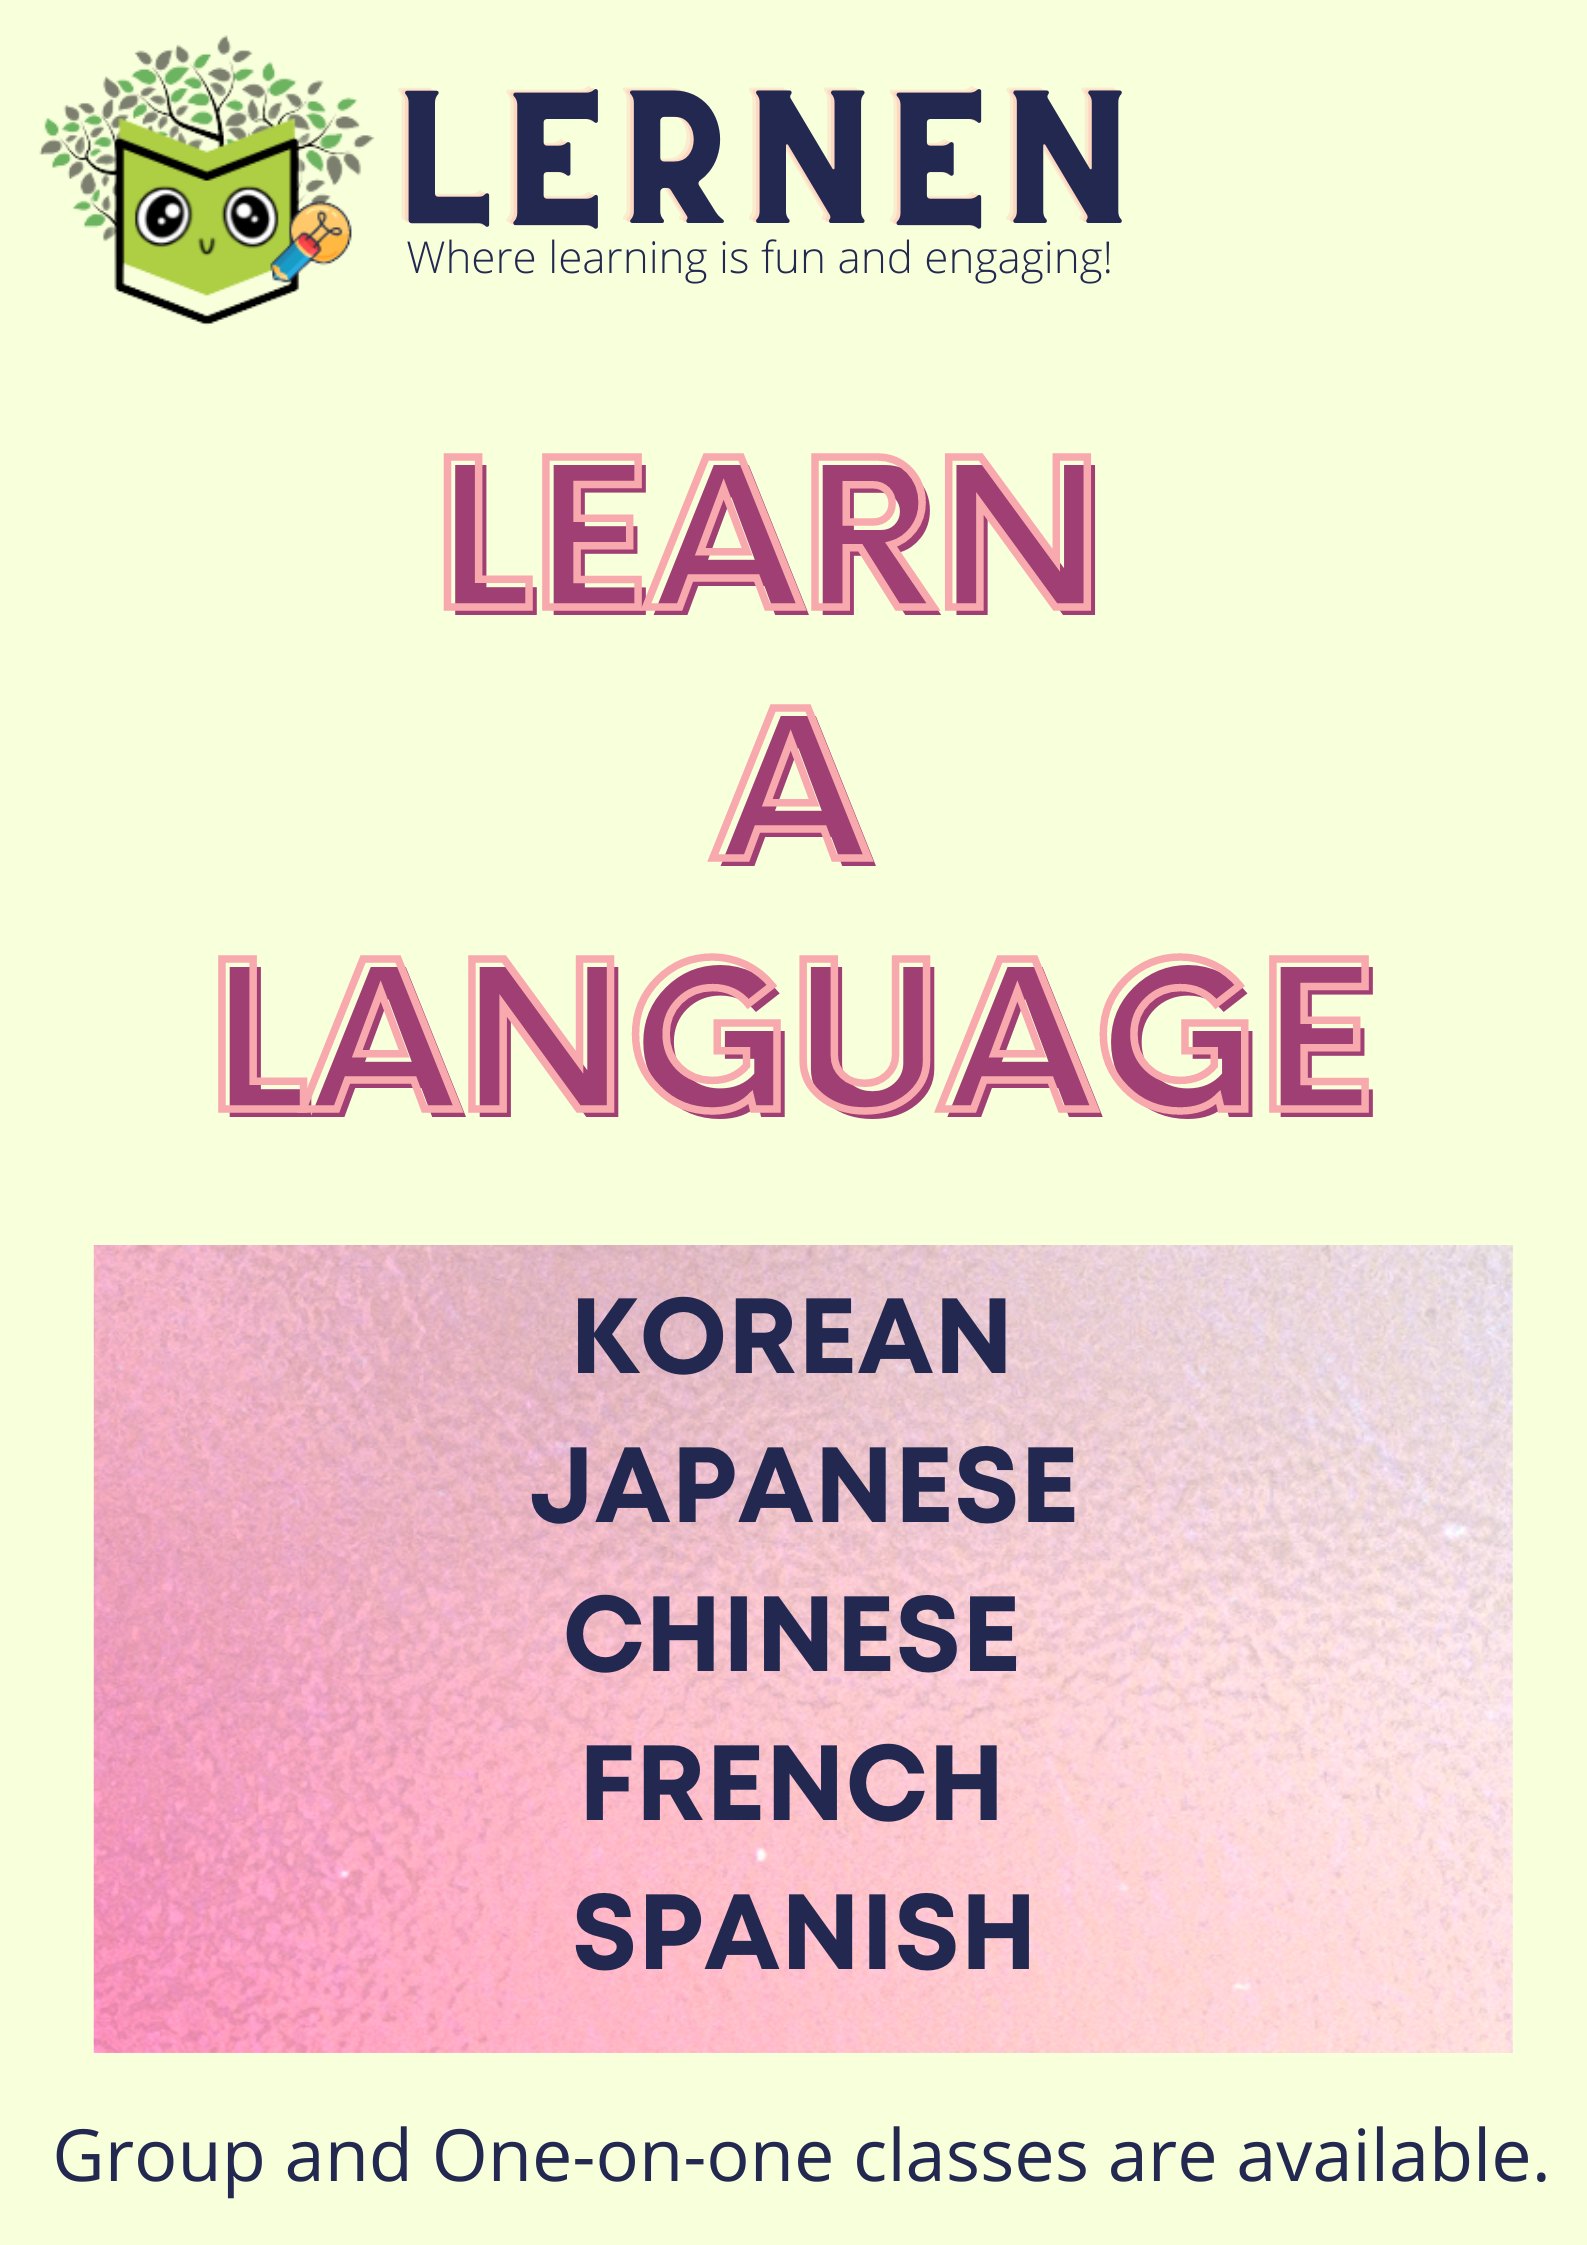 LERNEN
Where learning is fun and engaging!
LEARN
A
LANGUAGE
KOREAN
JAPANESE
CHINESE
FRENCH
SPANISH
Group and One-on-one classes are available.